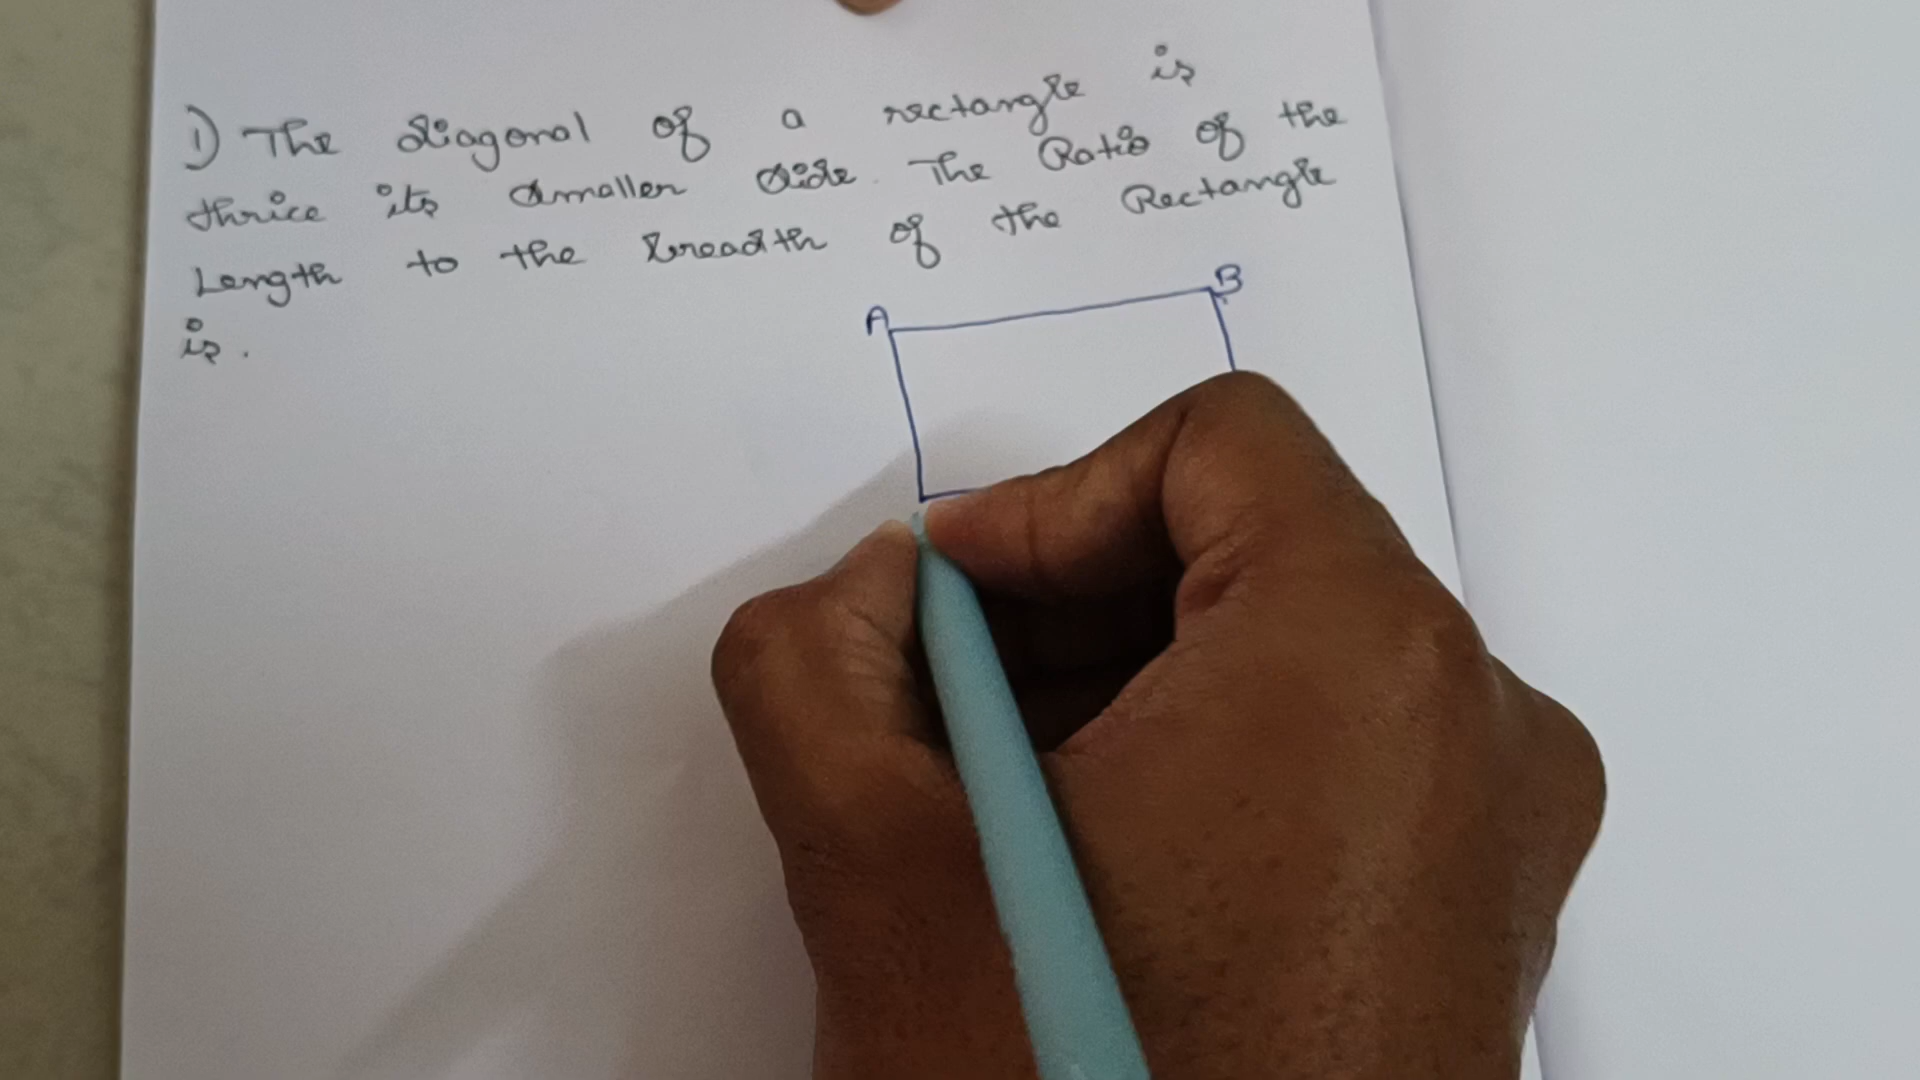 1) The diagonal of a rectangle is
thrice its smaller side. The Ratio of the
Length to the breadth of the Rectangle
is.
A
B